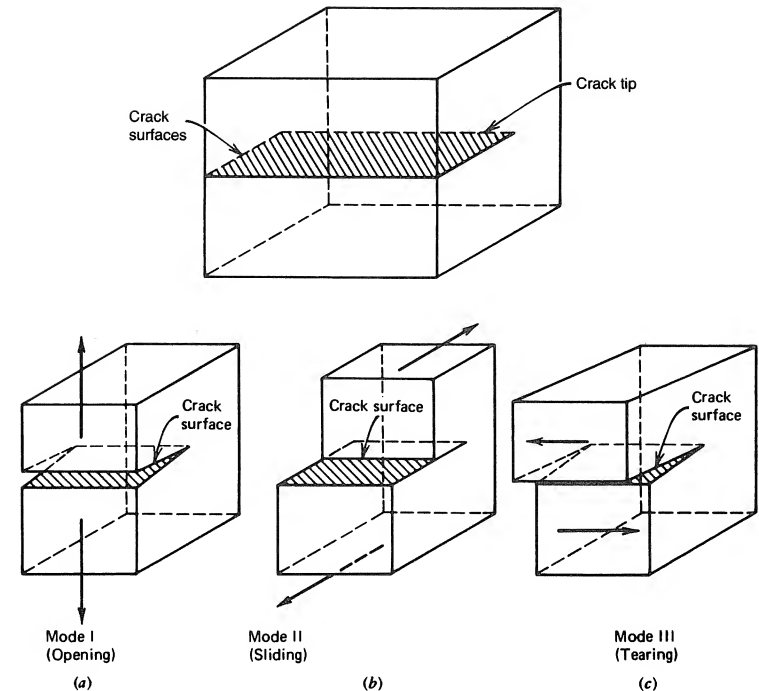 Crack tip
Crack
surfaces
Crack
surface
Crack surface
Crack
surface
Mode I
(Opening)
(a)
Mode II
(Sliding)
(b)
Mode III
(Tearing)
(c)